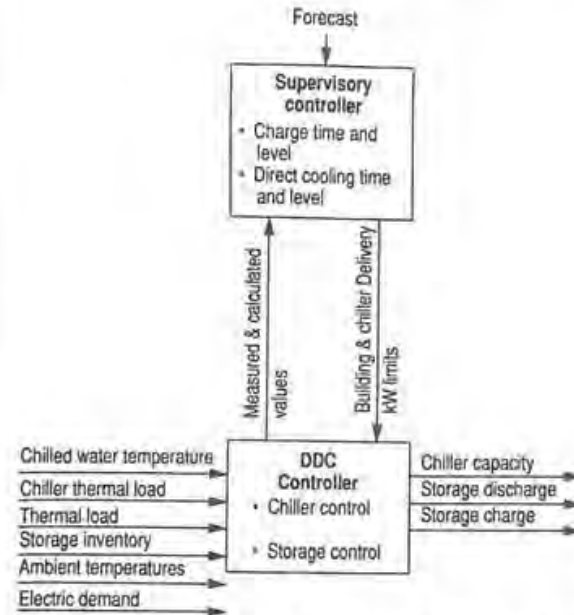 Forecast
Supervisory
controller
• Charge time and
level
• Direct cooling time
and level
Measured & calculated
values
Building & chiller Delivery
kW limits
Chilled water temperature
Chiller thermal load
Thermal load
Storage inventory
Ambient temperatures
Electric demand
DDC
Controller
• Chiller control
• Storage control
Chiller capacity
Storage discharge
Storage charge